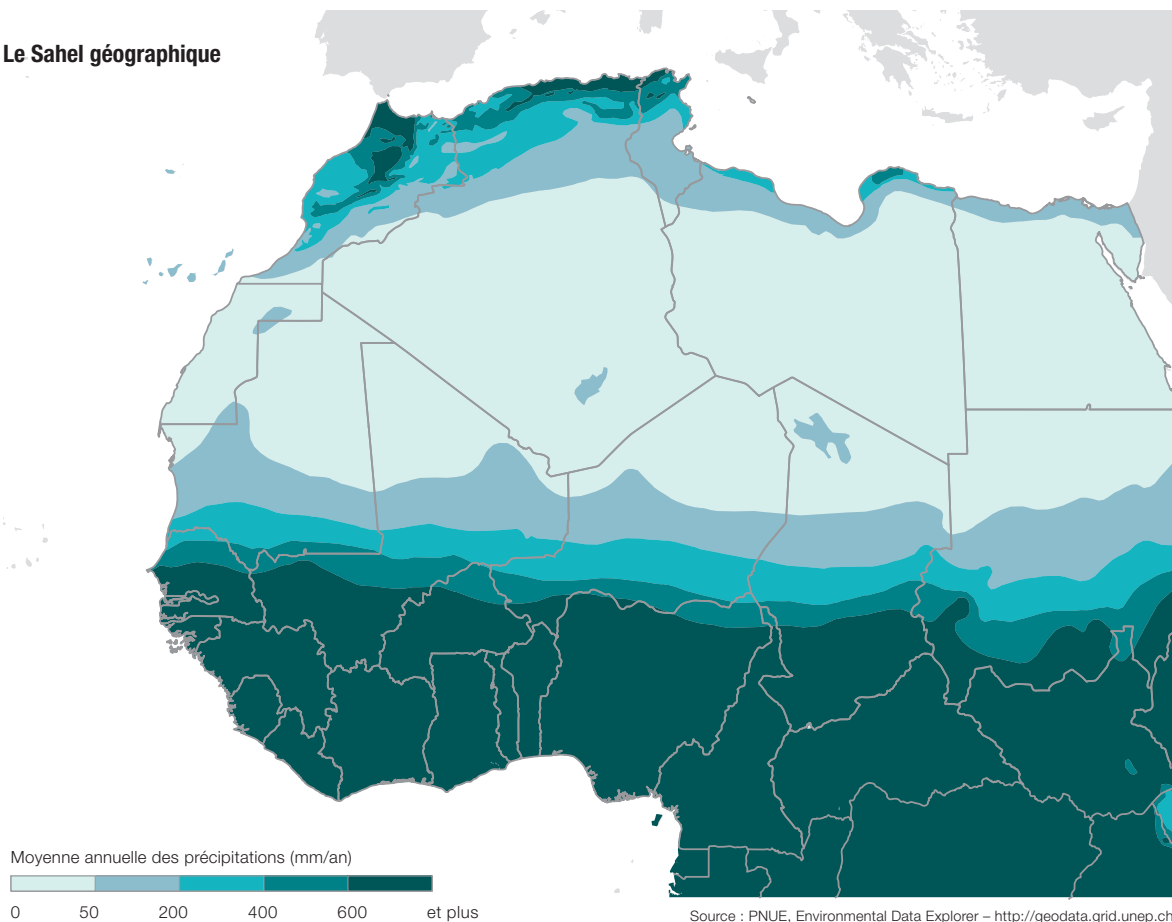 Le Sahel géographique
Moyenne annuelle des précipitations (mm/an)
0 50 200 400 600 et plus
Source : PNUE, Environmental Data Explorer – http://geodata.grid.unep.ch